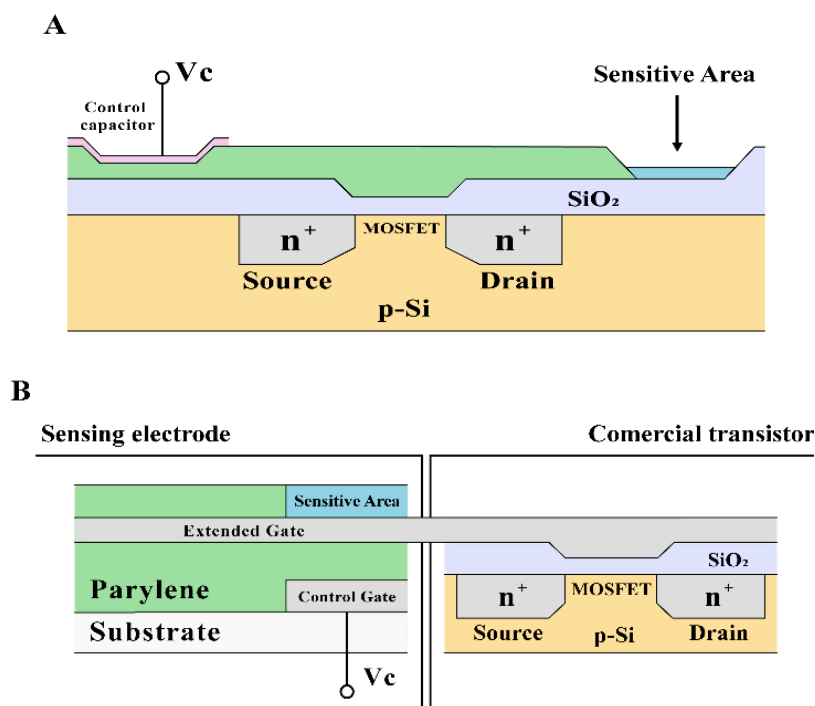 A
Vc
Sensitive Area
Control
capacitor
SiO₂
n⁺
MOSFET
n⁺
Source
Drain
p-Si
B
Sensing electrode
Comercial transistor
Sensitive Area
Extended Gate
SiO₂
Parylene
Control Gate
n⁺
MOSFET
n⁺
Substrate
Source
p-Si
Drain
Vc